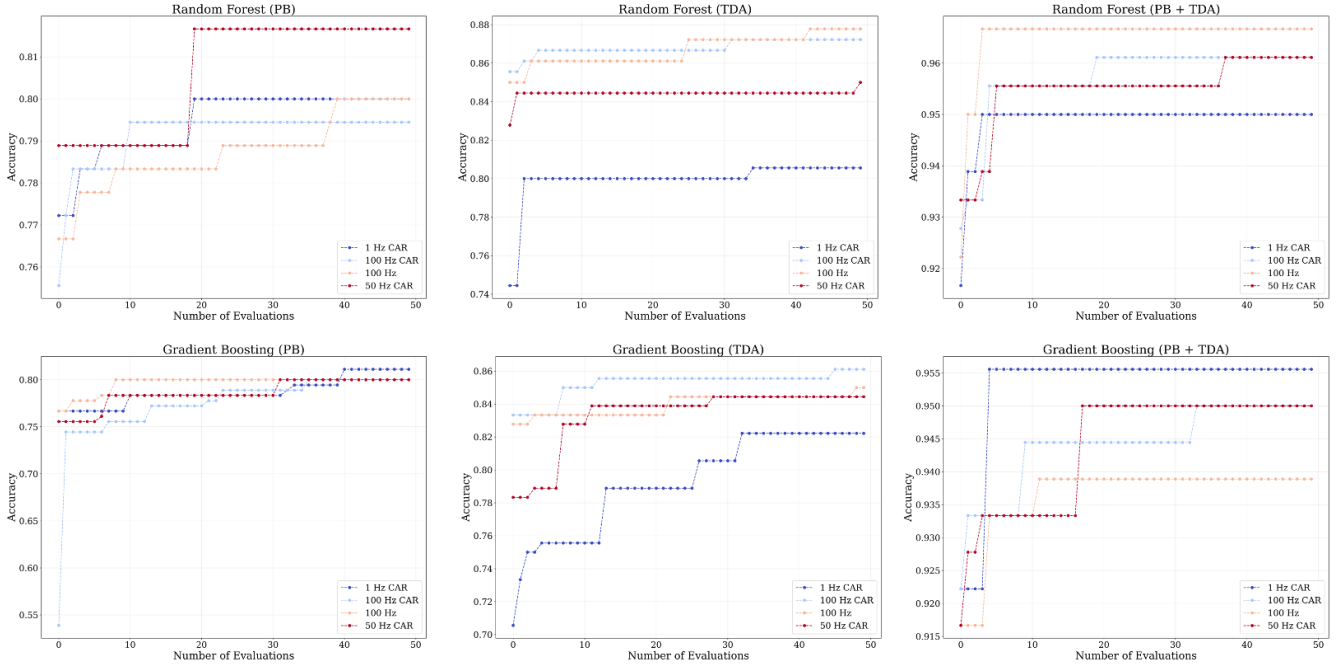 Random Forest (PB)
Accuracy
0.81
0.80
0.79
0.78
0.77
0.76
0 10 20 30 40 50
Number of Evaluations
1 Hz CAR
100 Hz CAR
100 Hz
50 Hz CAR
Random Forest (TDA)
Accuracy
0.88
0.86
0.84
0.82
0.80
0.78
0.76
0.74
0 10 20 30 40 50
Number of Evaluations
1 Hz CAR
100 Hz CAR
100 Hz
50 Hz CAR
Random Forest (PB + TDA)
Accuracy
0.96
0.95
0.94
0.93
0.92
0 10 20 30 40 50
Number of Evaluations
1 Hz CAR
100 Hz CAR
100 Hz
50 Hz CAR
Gradient Boosting (PB)
Accuracy
0.80
0.75
0.70
0.65
0.60
0.55
0 10 20 30 40 50
Number of Evaluations
1 Hz CAR
100 Hz CAR
100 Hz
50 Hz CAR
Gradient Boosting (TDA)
Accuracy
0.86
0.84
0.82
0.80
0.78
0.76
0.74
0.72
0.70
0 10 20 30 40 50
Number of Evaluations
1 Hz CAR
100 Hz CAR
100 Hz
50 Hz CAR
Gradient Boosting (PB + TDA)
Accuracy
0.955
0.950
0.945
0.940
0.935
0.930
0.925
0.920
0.915
0 10 20 30 40 50
Number of Evaluations
1 Hz CAR
100 Hz CAR
100 Hz
50 Hz CAR